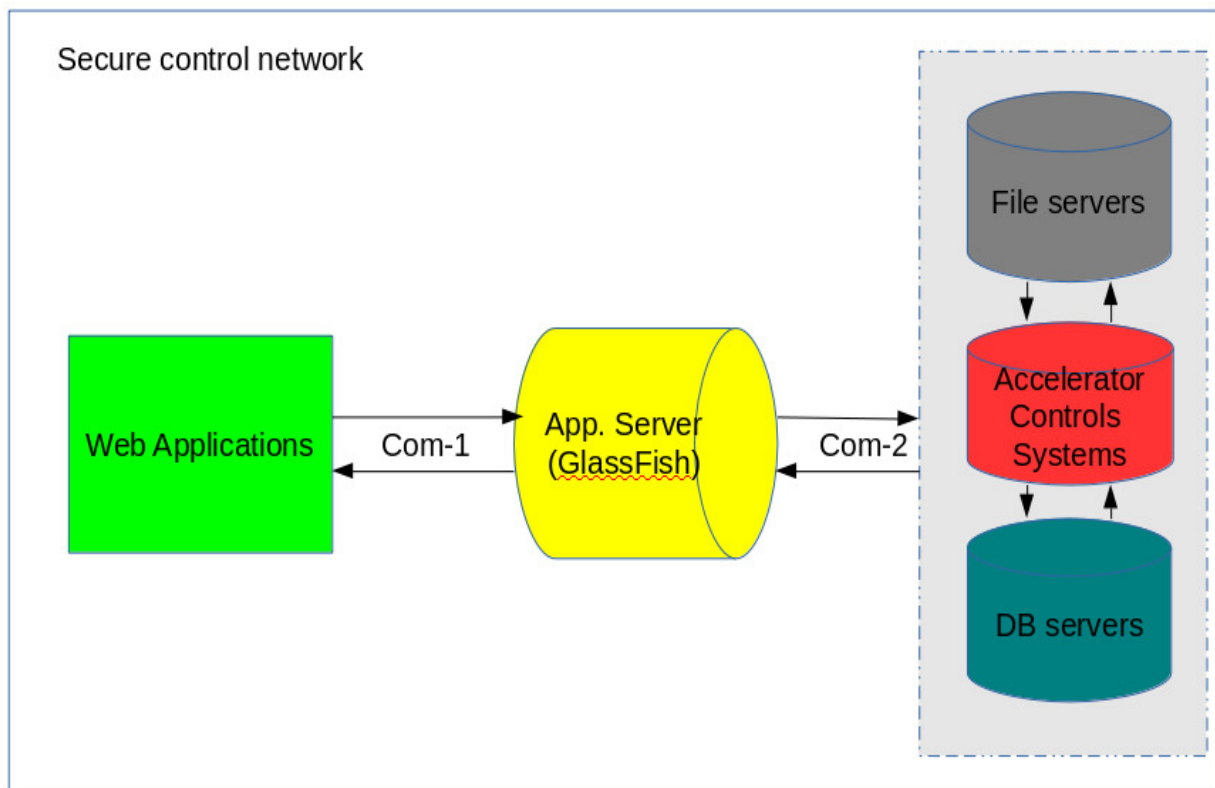 Secure control network
File servers
Accelerator
Controls
Systems
DB servers
Web Applications
Com-1
App. Server
(GlassFish)
Com-2